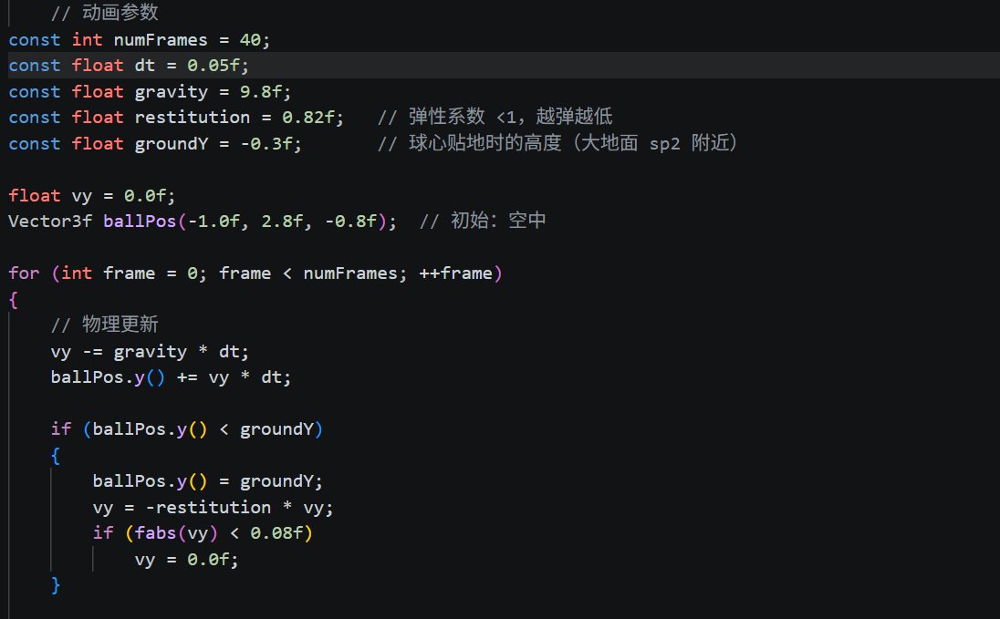 // 动画参数
const int numFrames = 40;
const float dt = 0.05f;
const float gravity = 9.8f;
const float restitution = 0.82f;   // 弹性系数 <1，越弹越低
const float groundY = -0.3f;       // 球心贴地时的高度（大地面 sp2 附近）
float vy = 0.0f;
Vector3f ballPos(-1.0f, 2.8f, -0.8f);  // 初始：空中
for (int frame = 0; frame < numFrames; ++frame)
{
    // 物理更新
    vy -= gravity * dt;
    ballPos.y() += vy * dt;
    if (ballPos.y() < groundY)
    {
        ballPos.y() = groundY;
        vy = -restitution * vy;
        if (fabs(vy) < 0.08f)
            vy = 0.0f;
    }